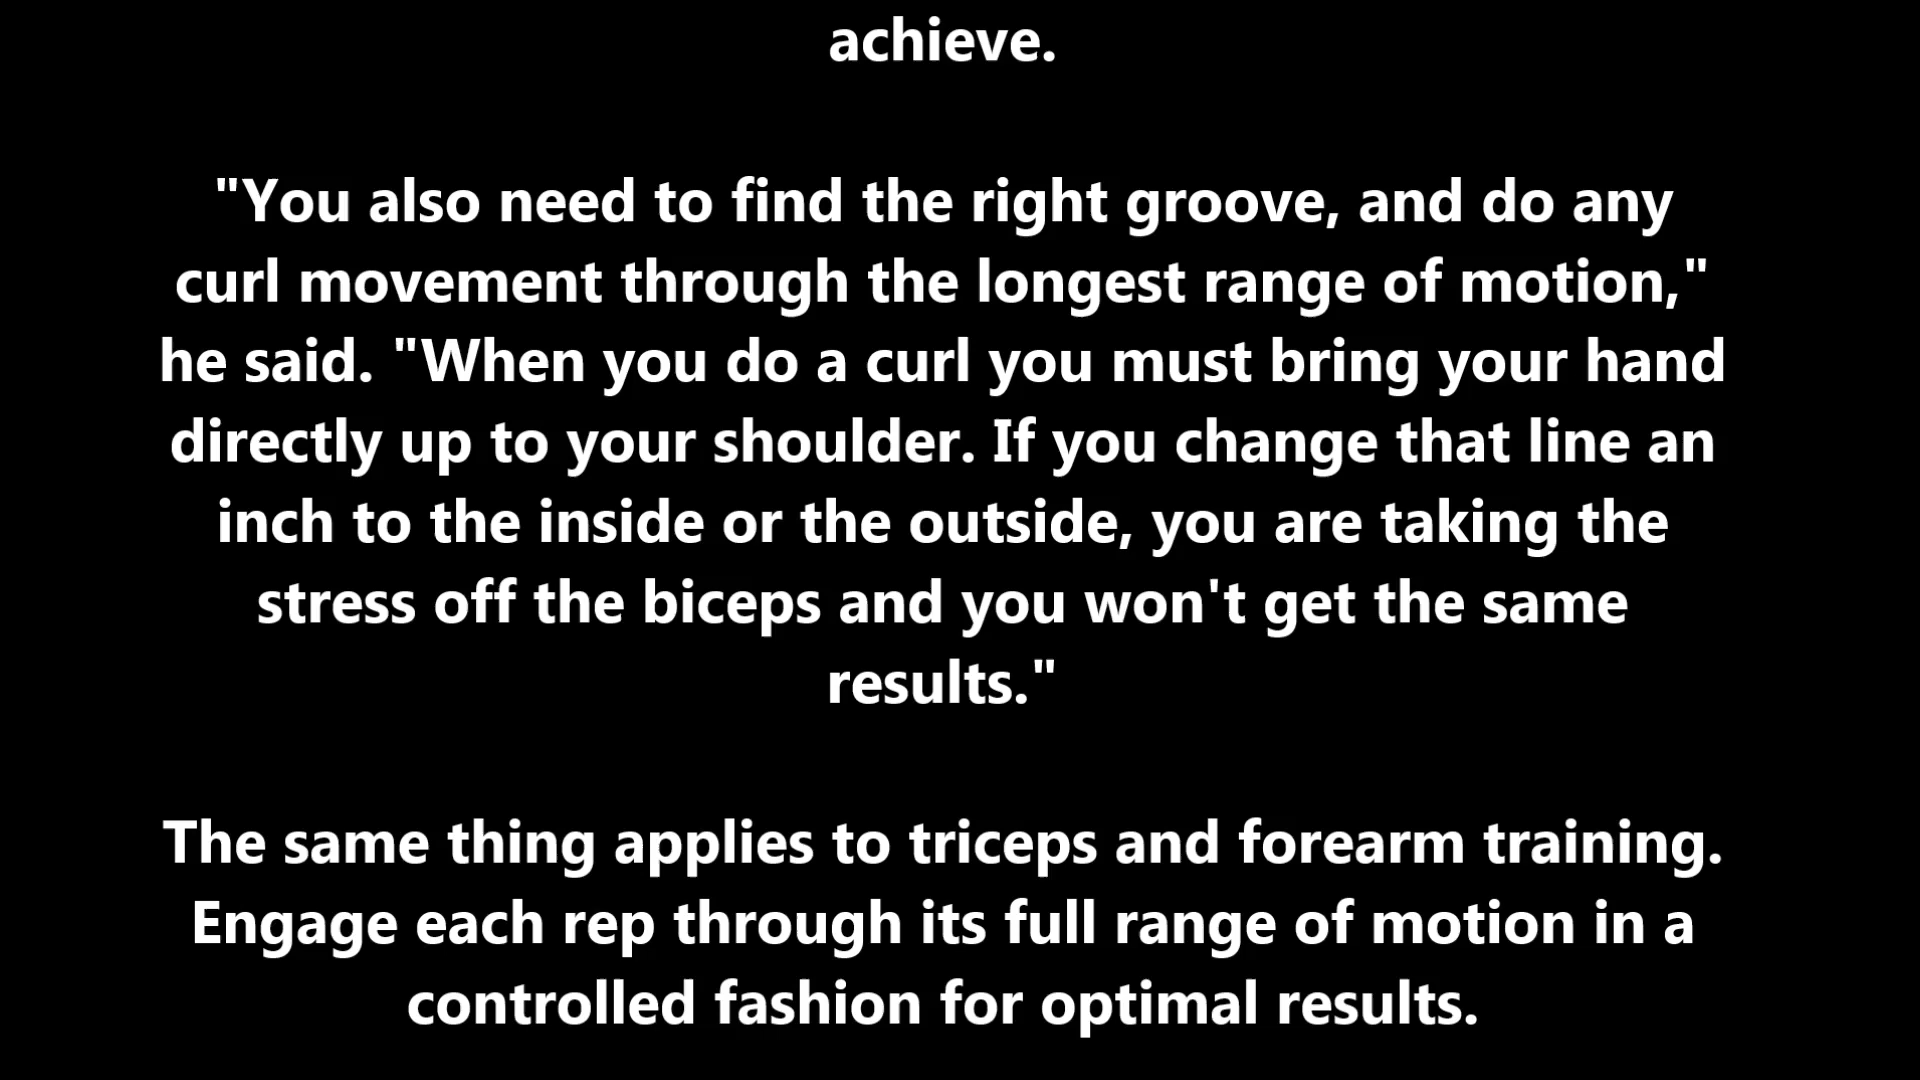 achieve.
"You also need to find the right groove, and do any
curl movement through the longest range of motion,"
he said. "When you do a curl you must bring your hand
directly up to your shoulder. If you change that line an
inch to the inside or the outside, you are taking the
stress off the biceps and you won't get the same
results."
The same thing applies to triceps and forearm training.
Engage each rep through its full range of motion in a
controlled fashion for optimal results.